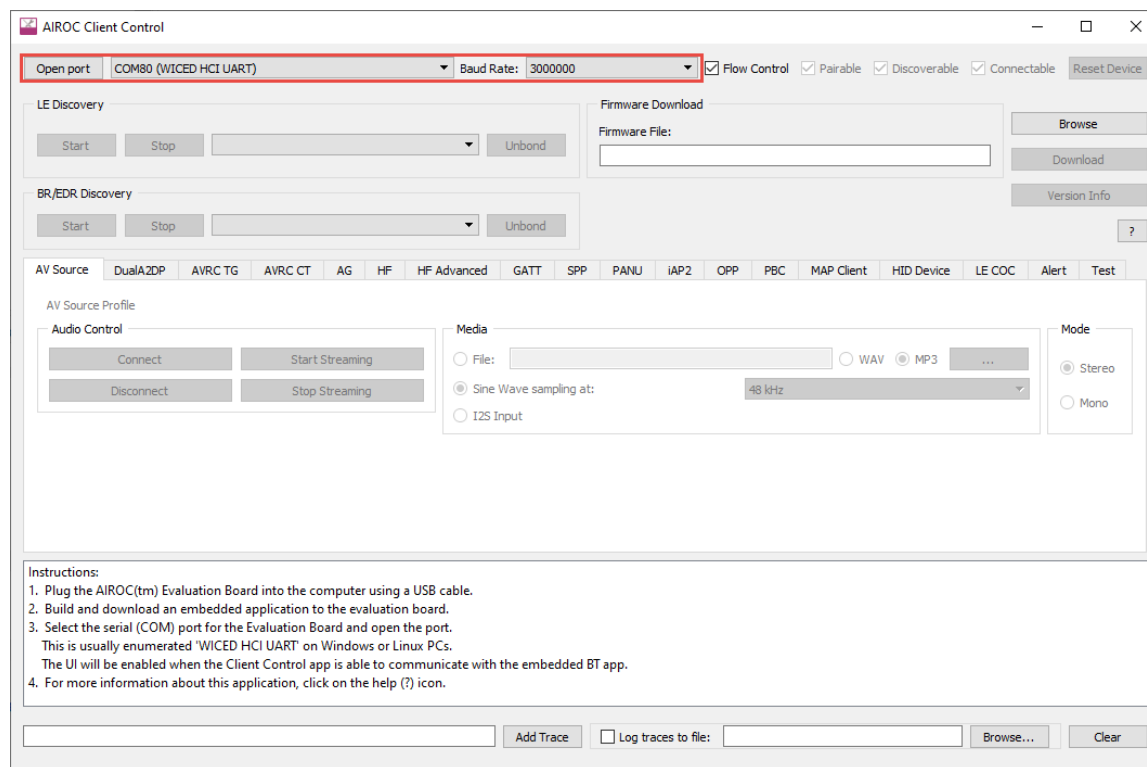 AIROC Client Control
Open port COM80 (WICED HCI UART) Baud Rate: 3000000 Flow Control Pairable Discoverable Connectable Reset Device
LE Discovery
Start Stop Unbond
Firmware Download
Firmware File:
Browse
Download
Version Info
?
BR/EDR Discovery
Start Stop Unbond
AV Source DualA2DP AVRC TG AVRC CT AG HF HF Advanced GATT SPP PANU iAP2 OPP PBC MAP Client HID Device LE COC Alert Test
AV Source Profile
Audio Control
Connect Start Streaming
Disconnect Stop Streaming
Media
File: WAV MP3 ...
Sine Wave sampling at: 48 kHz
I2S Input
Mode
Stereo
Mono
Instructions:
1. Plug the AIROC(tm) Evaluation Board into the computer using a USB cable.
2. Build and download an embedded application to the evaluation board.
3. Select the serial (COM) port for the Evaluation Board and open the port.
This is usually enumerated 'WICED HCI UART' on Windows or Linux PCs.
The UI will be enabled when the Client Control app is able to communicate with the embedded BT app.
4. For more information about this application, click on the help (?) icon.
Add Trace Log traces to file: Browse... Clear